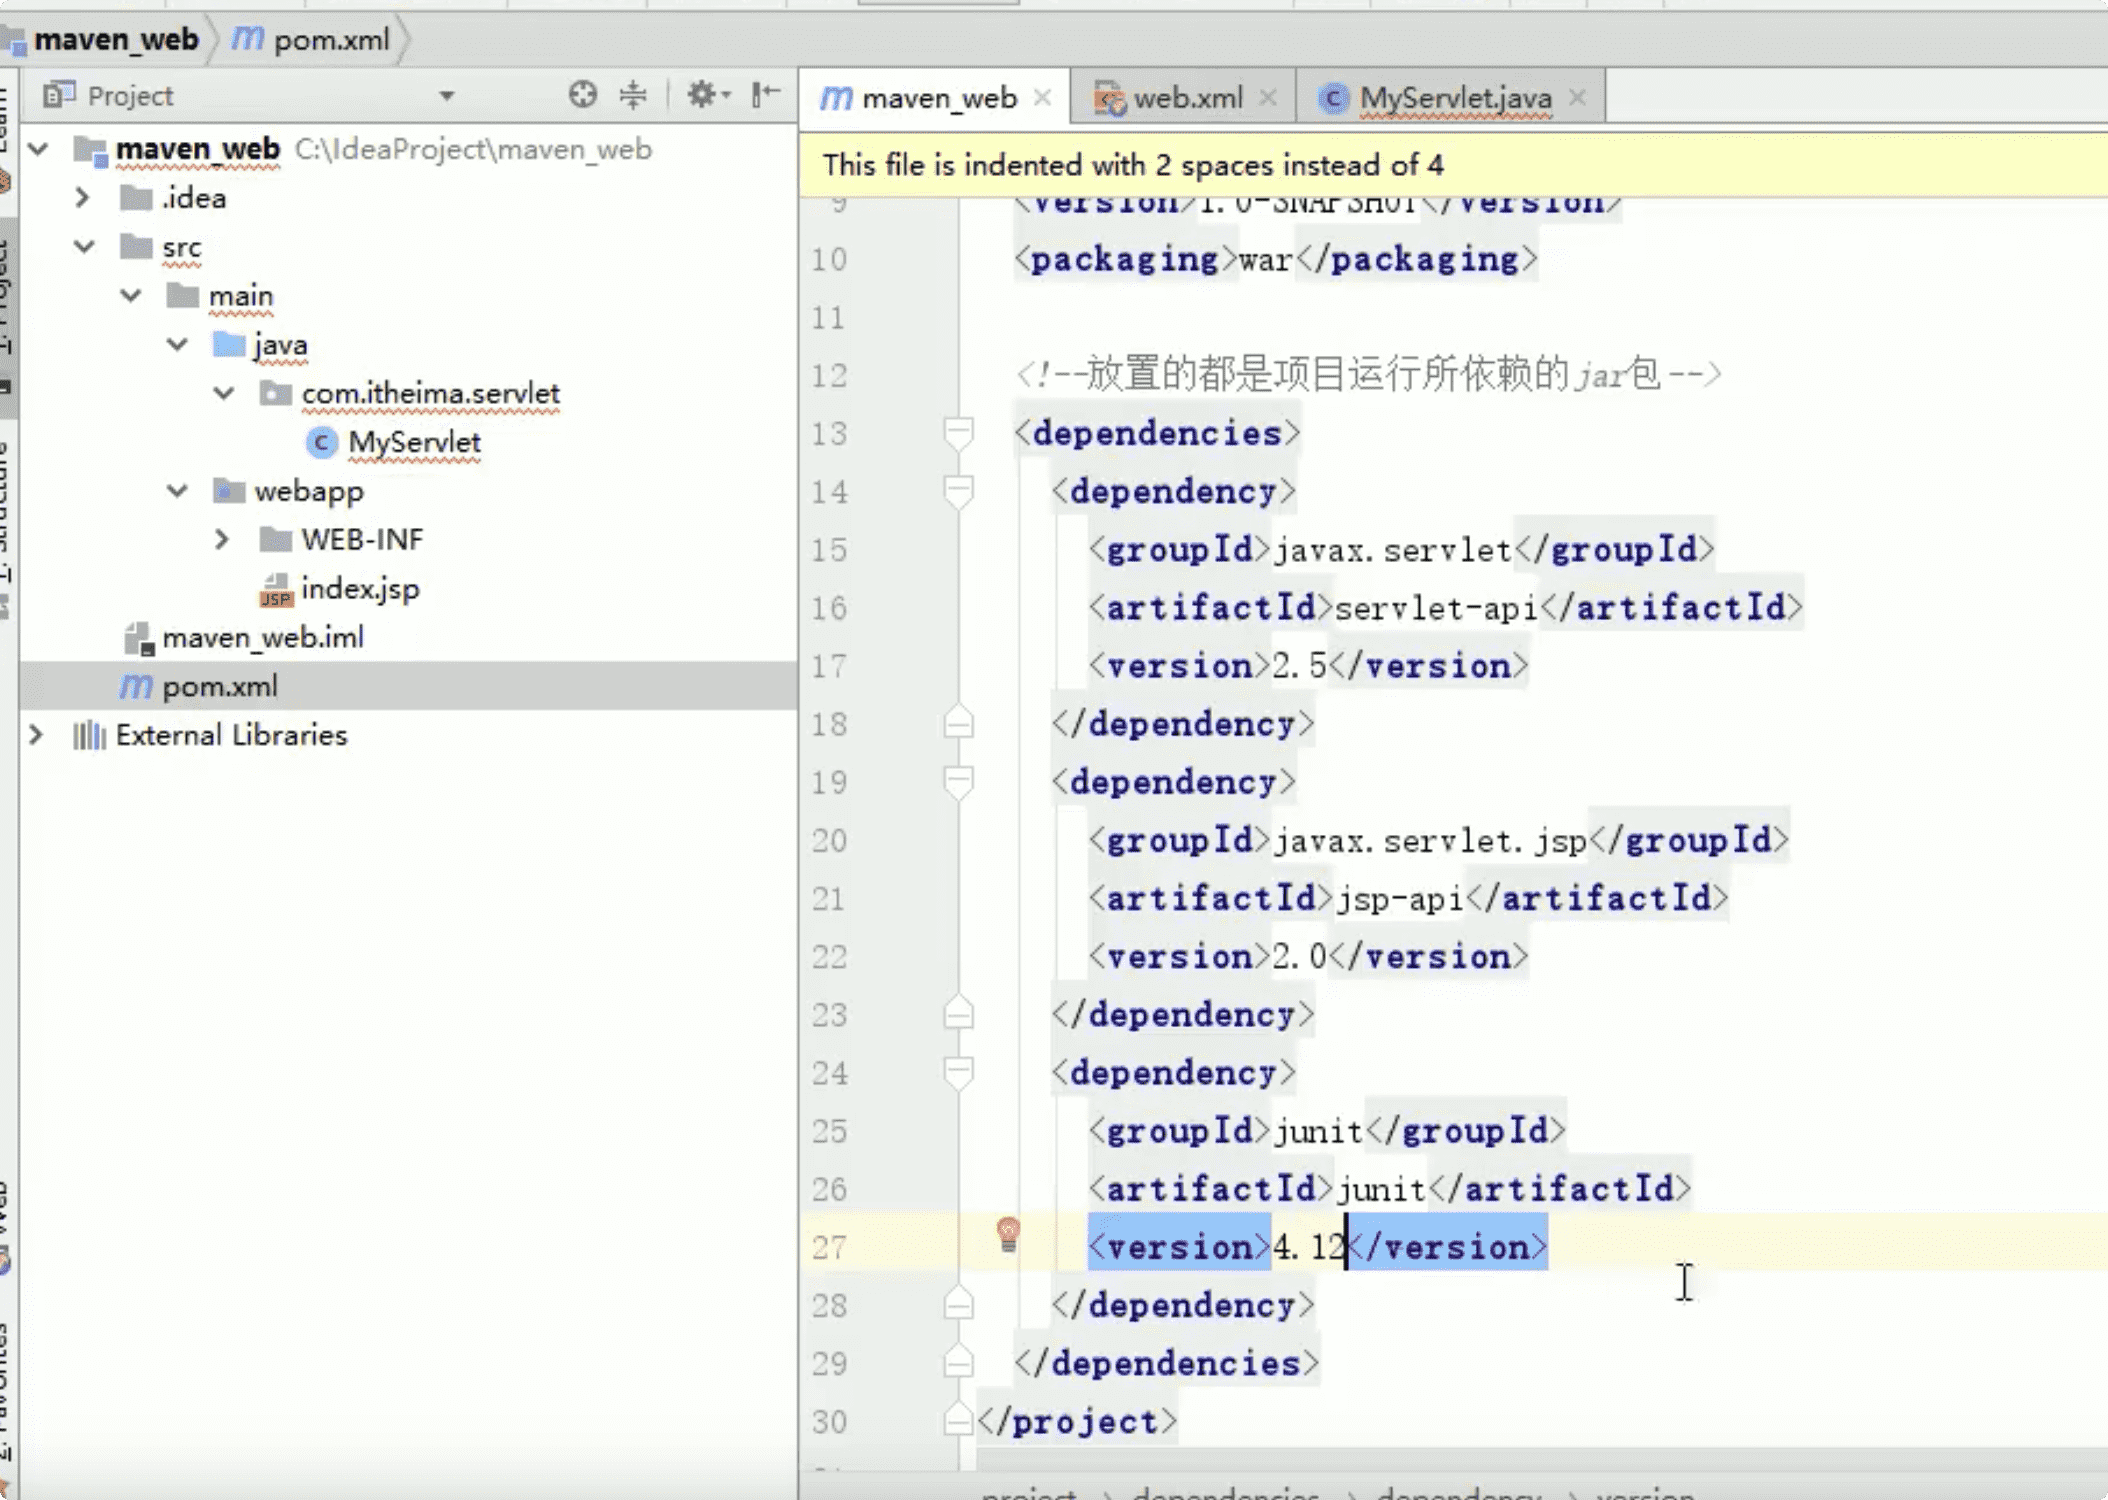 maven_web pom.xml
Project
maven_web C:\IdeaProject\maven_web
.idea
src
main
java
com.itheima.servlet
MyServlet
webapp
WEB-INF
index.jsp
maven_web.iml
pom.xml
External Libraries
maven_web web.xml MyServlet.java
This file is indented with 2 spaces instead of 4
9 <version>1.0-SNAPSHOT</version>
10 <packaging>war</packaging>
11
12 <!--放置的都是项目运行所依赖的jar包-->
13 <dependencies>
14 <dependency>
15 <groupId>javax.servlet</groupId>
16 <artifactId>servlet-api</artifactId>
17 <version>2.5</version>
18 </dependency>
19 <dependency>
20 <groupId>javax.servlet.jsp</groupId>
21 <artifactId>jsp-api</artifactId>
22 <version>2.0</version>
23 </dependency>
24 <dependency>
25 <groupId>junit</groupId>
26 <artifactId>junit</artifactId>
27 <version>4.12</version>
28 </dependency>
29 </dependencies>
30 </project>
project › dependencies › dependency › version